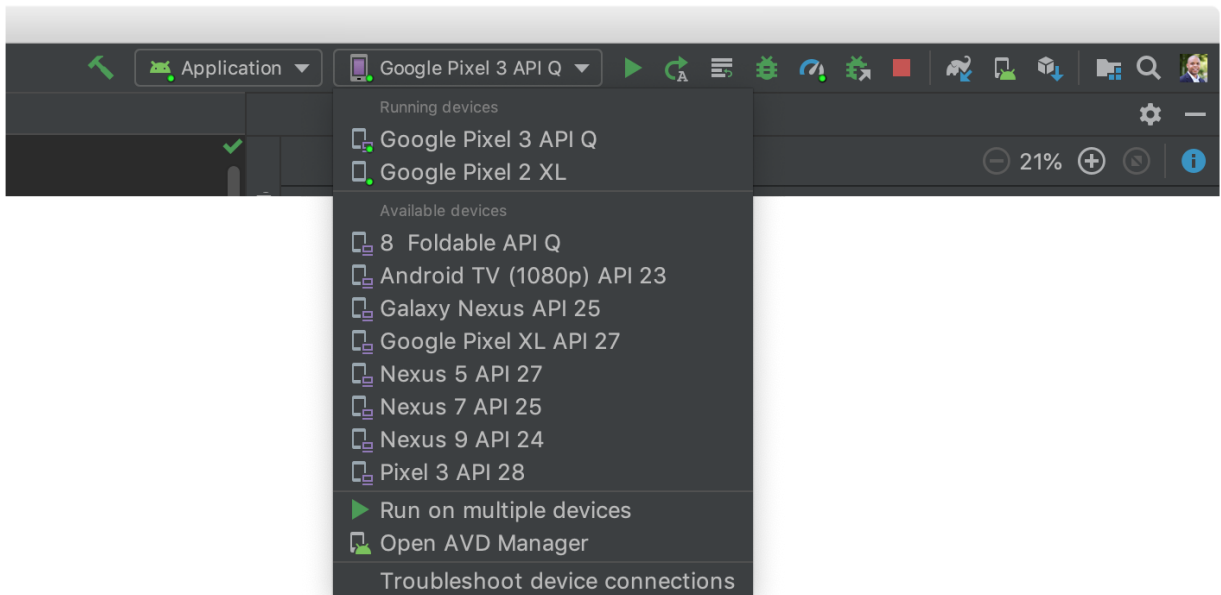 Application
Google Pixel 3 API Q
Running devices
Google Pixel 3 API Q
Google Pixel 2 XL
21%
Available devices
8  Foldable API Q
Android TV (1080p) API 23
Galaxy Nexus API 25
Google Pixel XL API 27
Nexus 5 API 27
Nexus 7 API 25
Nexus 9 API 24
Pixel 3 API 28
Run on multiple devices
Open AVD Manager
Troubleshoot device connections